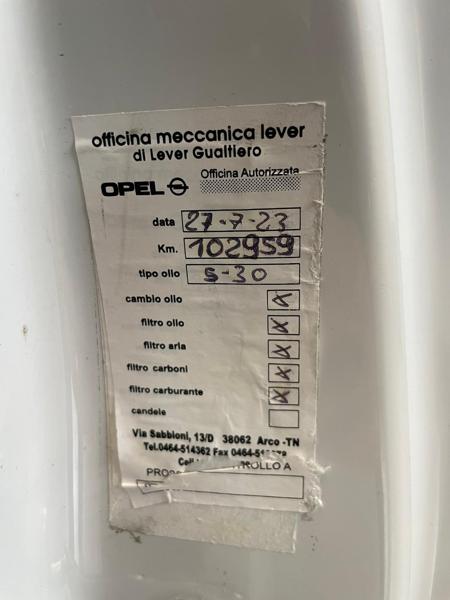 officina meccanica lever
di Lever Gualtiero
OPEL Officina Autorizzata
data 27-7-23
Km. 102959
tipo olio 5-30
cambio olio X
filtro olio X
filtro aria X
filtro carboni X
filtro carburante X
candele
Via Sabbioni, 13/D 38062 Arco -TN
Tel.0464-514362 Fax